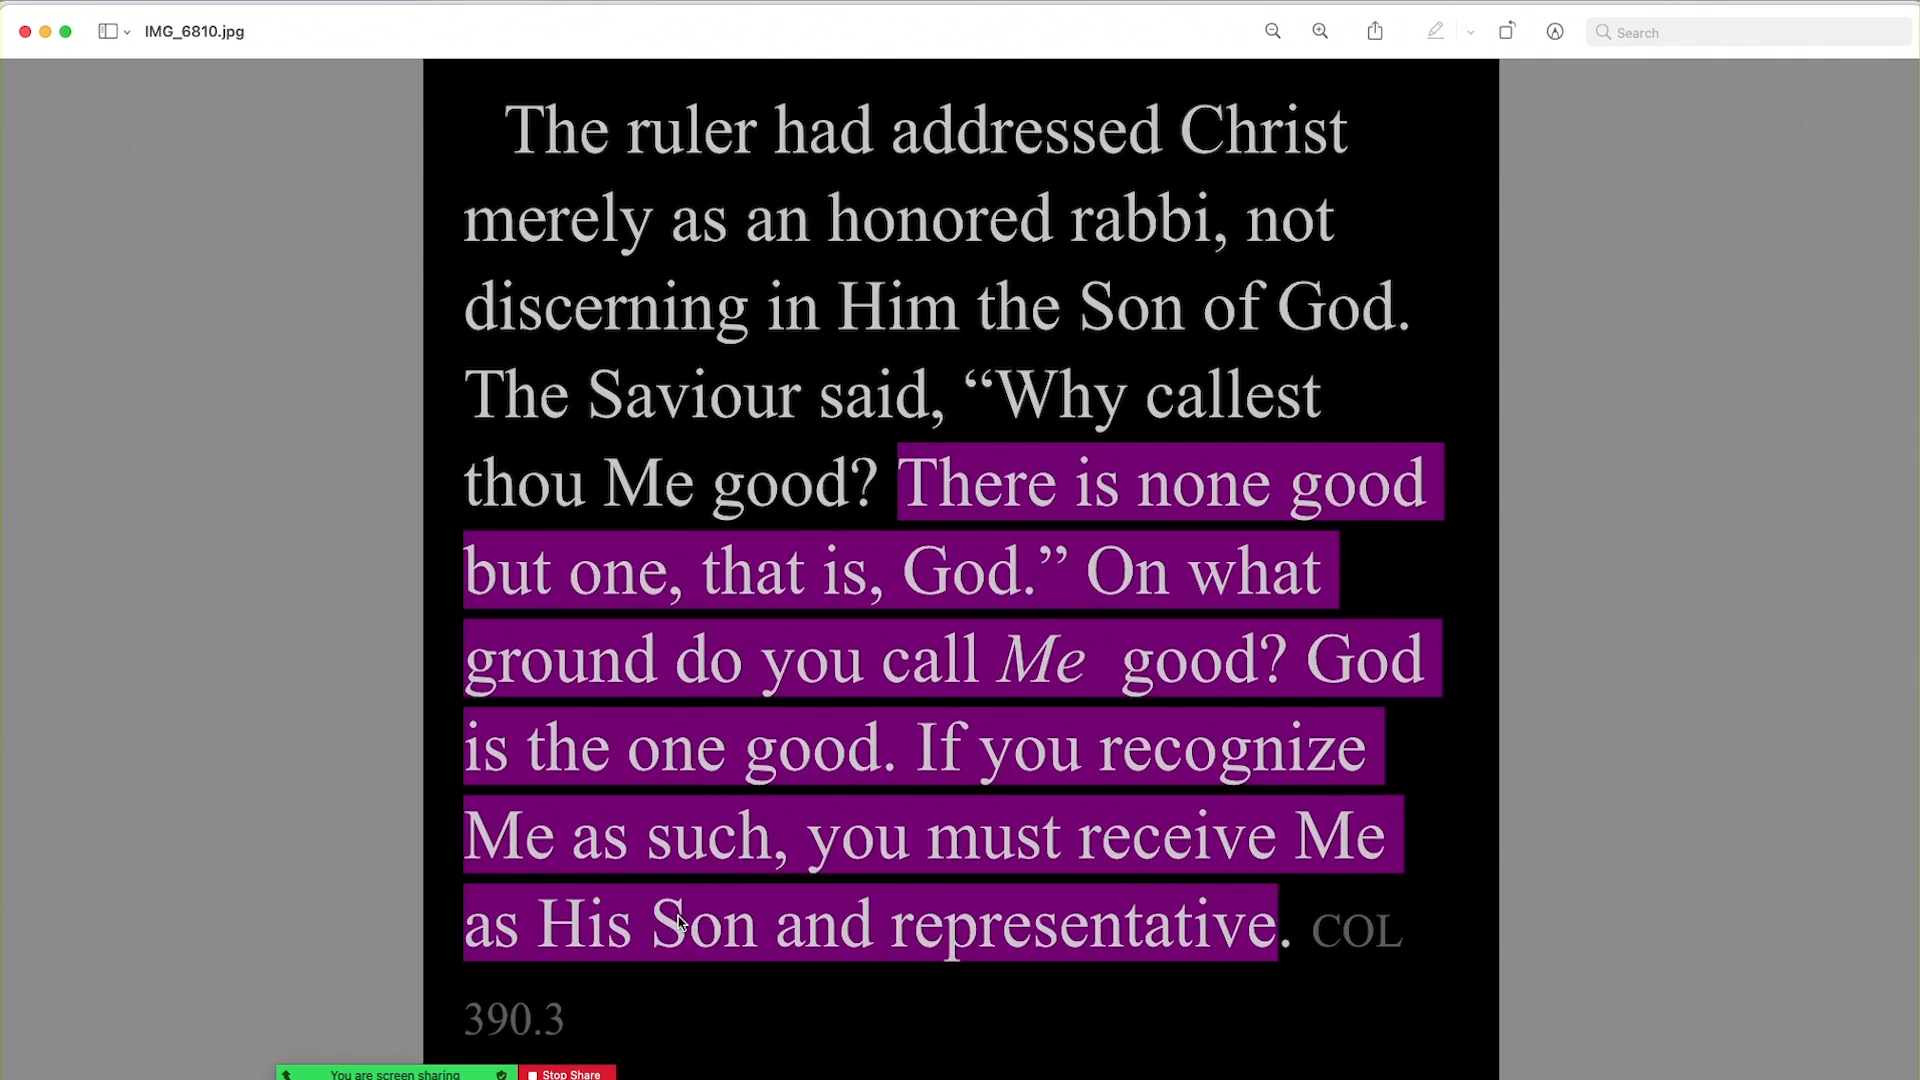 IMG_6810.jpg
Search
The ruler had addressed Christ
merely as an honored rabbi, not
discerning in Him the Son of God.
The Saviour said, “Why callest
thou Me good? There is none good
but one, that is, God.” On what
ground do you call Me good? God
is the one good. If you recognize
Me as such, you must receive Me
as His Son and representative. COL
390.3
You are screen sharing
Stop Share